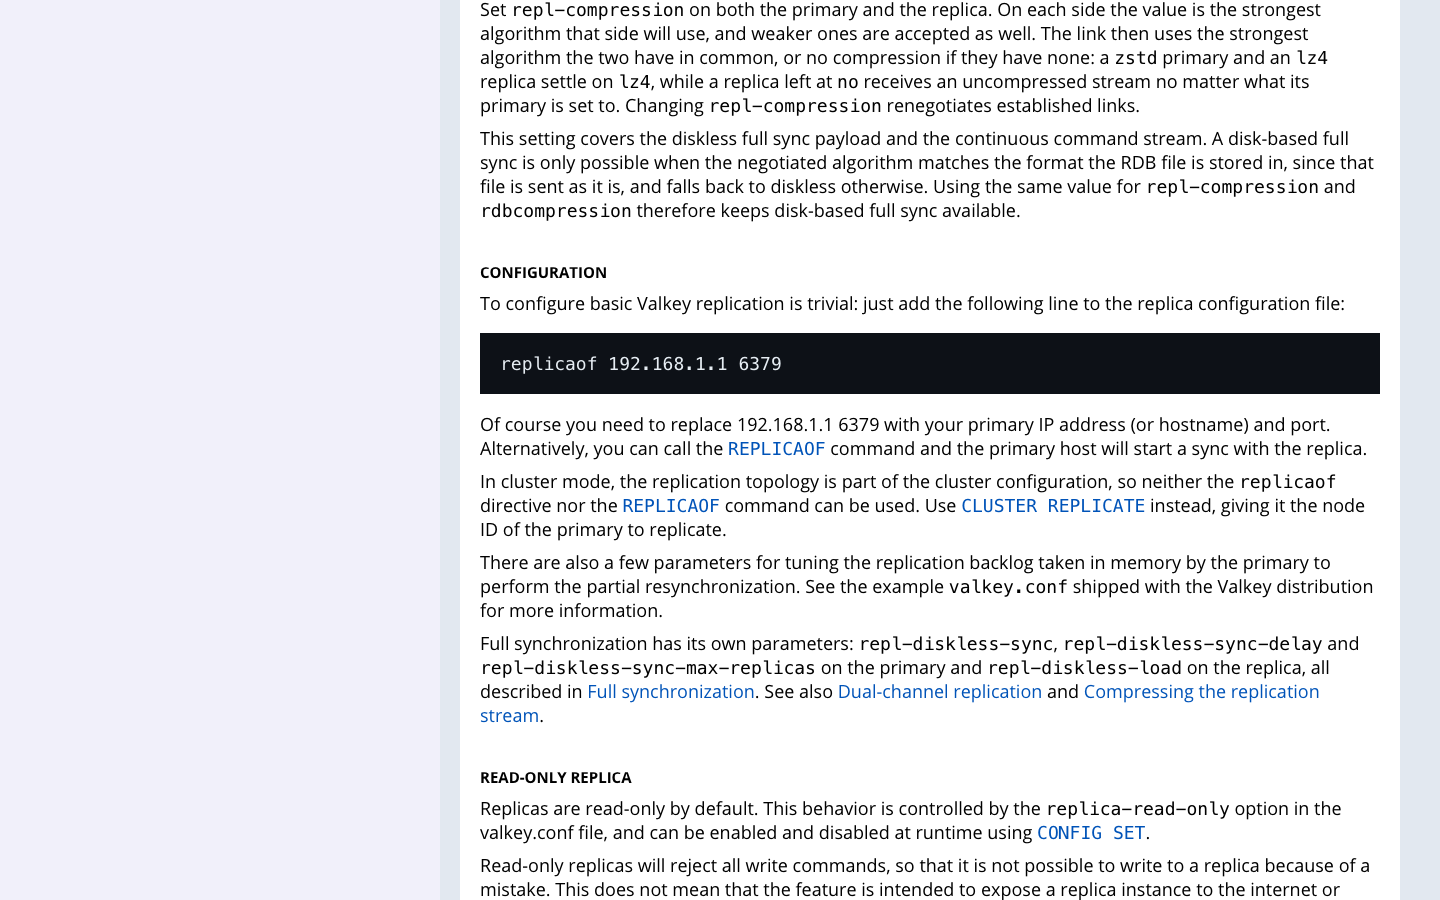 Set repl-compression on both the primary and the replica. On each side the value is the strongest
algorithm that side will use, and weaker ones are accepted as well. The link then uses the strongest
algorithm the two have in common, or no compression if they have none: a zstd primary and an lz4
replica settle on lz4, while a replica left at no receives an uncompressed stream no matter what its
primary is set to. Changing repl-compression renegotiates established links.
This setting covers the diskless full sync payload and the continuous command stream. A disk-based full
sync is only possible when the negotiated algorithm matches the format the RDB file is stored in, since that
file is sent as it is, and falls back to diskless otherwise. Using the same value for repl-compression and
rdbcompression therefore keeps disk-based full sync available.
CONFIGURATION
To configure basic Valkey replication is trivial: just add the following line to the replica configuration file:
replicaof 192.168.1.1 6379
Of course you need to replace 192.168.1.1 6379 with your primary IP address (or hostname) and port.
Alternatively, you can call the REPLICAOF command and the primary host will start a sync with the replica.
In cluster mode, the replication topology is part of the cluster configuration, so neither the replicaof
directive nor the REPLICAOF command can be used. Use CLUSTER REPLICATE instead, giving it the node
ID of the primary to replicate.
There are also a few parameters for tuning the replication backlog taken in memory by the primary to
perform the partial resynchronization. See the example valkey.conf shipped with the Valkey distribution
for more information.
Full synchronization has its own parameters: repl-diskless-sync, repl-diskless-sync-delay and
repl-diskless-sync-max-replicas on the primary and repl-diskless-load on the replica, all
described in Full synchronization. See also Dual-channel replication and Compressing the replication
stream.
READ-ONLY REPLICA
Replicas are read-only by default. This behavior is controlled by the replica-read-only option in the
valkey.conf file, and can be enabled and disabled at runtime using CONFIG SET.
Read-only replicas will reject all write commands, so that it is not possible to write to a replica because of a
mistake. This does not mean that the feature is intended to expose a replica instance to the internet or